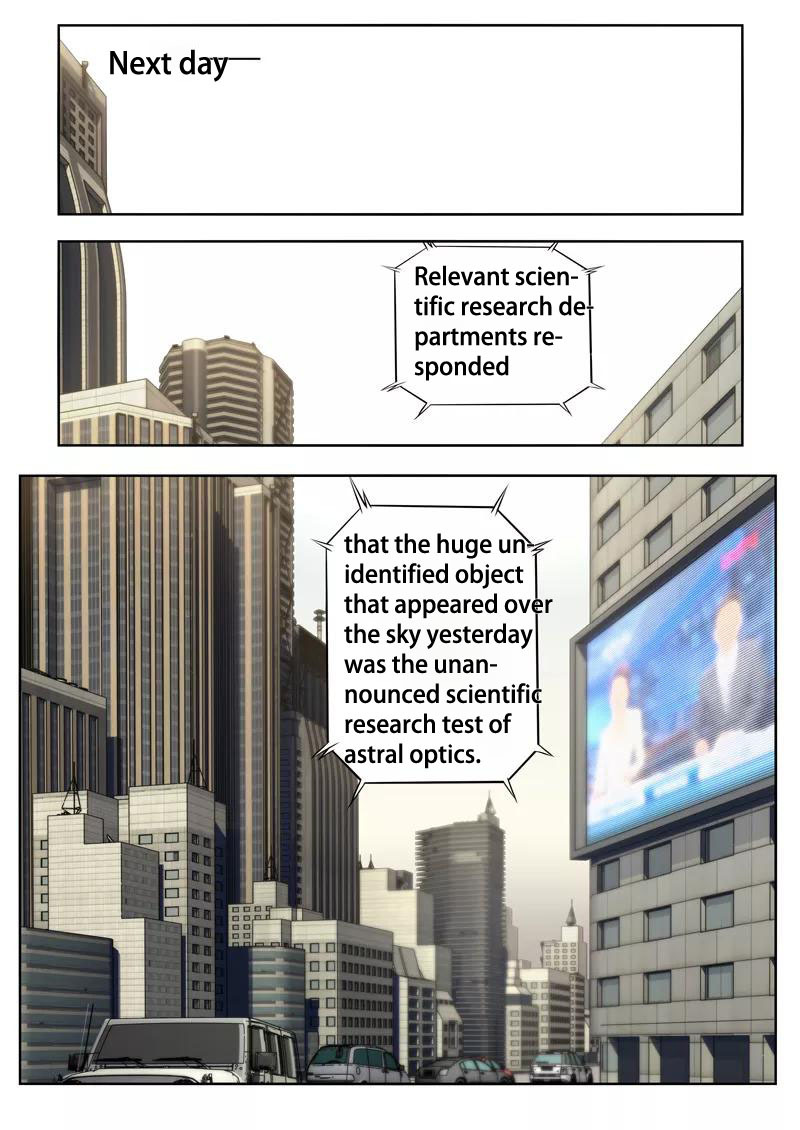 Next day—
Relevant scien-
tific research de-
partments re-
sponded
that the huge un-
identified object
that appeared over
the sky yesterday
was the unan-
nounced scientific
research test of
astral optics.